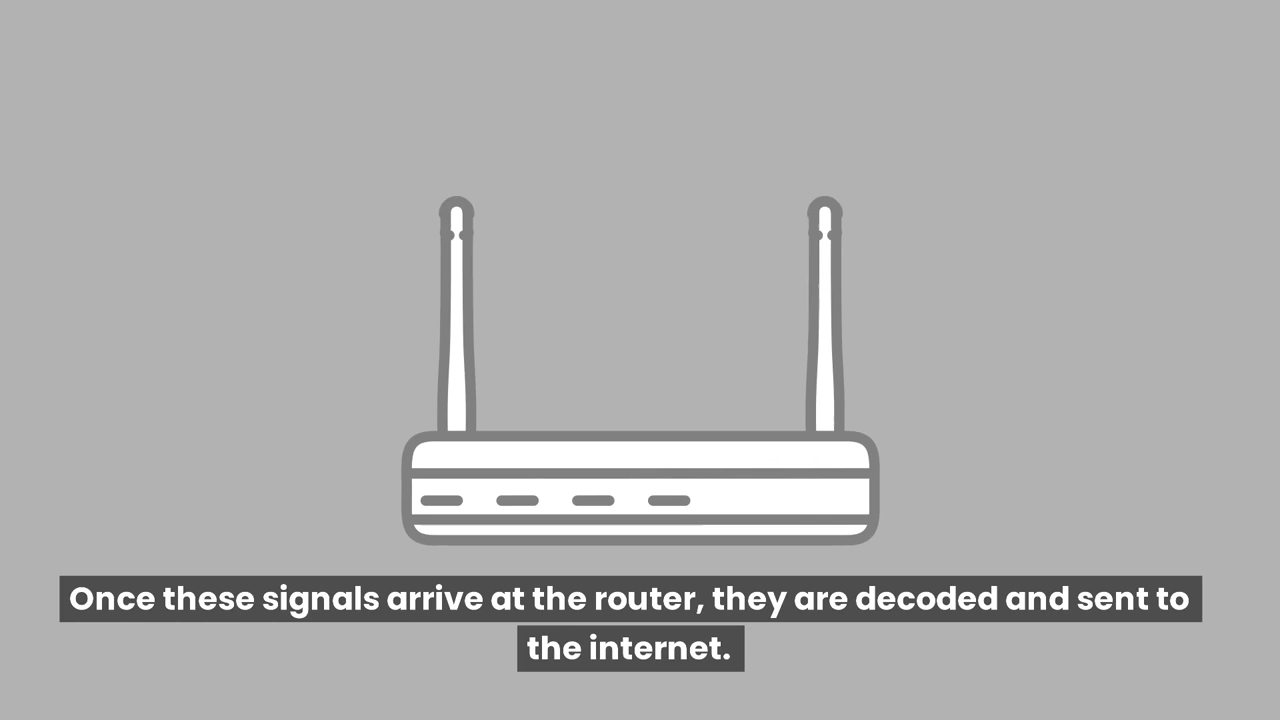 Once these signals arrive at the router, they are decoded and sent to
the internet.